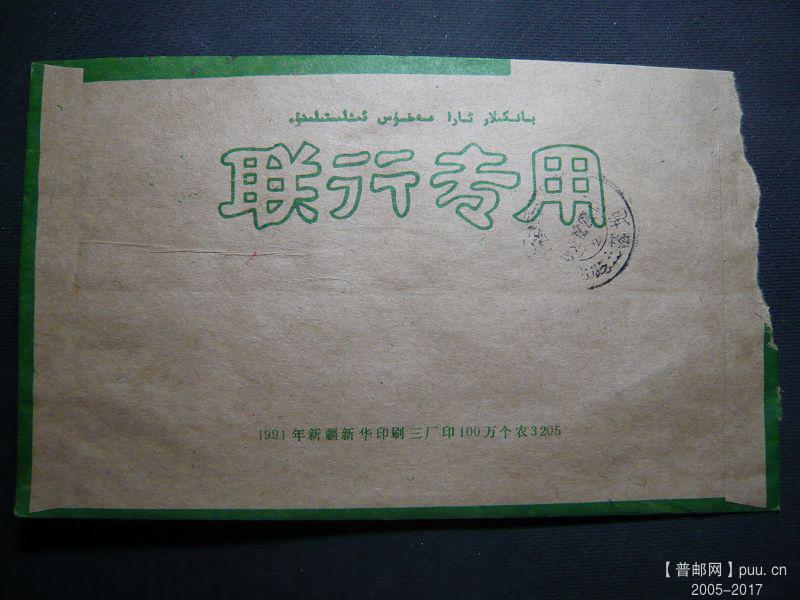 بانكىلار ئارا مەخسۇس ئىشلىتىلىدۇ.
联行专用
1991年新疆新华印刷三厂印100万个农3205
【普邮网】puu.cn
2005-2017